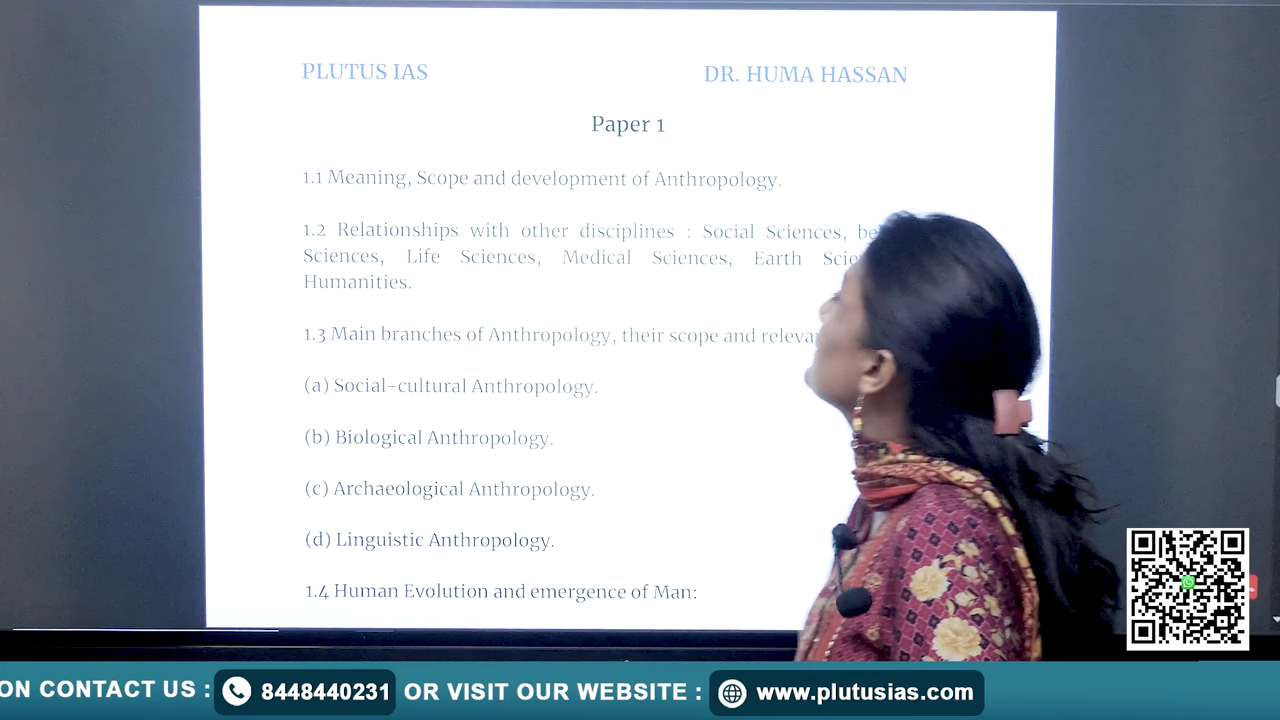 PLUTUS IAS DR. HUMA HASSAN
Paper 1
1.1 Meaning, Scope and development of Anthropology.
1.2 Relationships with other disciplines : Social Sciences,
Sciences, Life Sciences, Medical Sciences, Earth
Humanities.
1.3 Main branches of Anthropology, their scope and
(a) Social-cultural Anthropology.
(b) Biological Anthropology.
(c) Archaeological Anthropology.
(d) Linguistic Anthropology.
1.4 Human Evolution and emergence of Man:
ON CONTACT US : 8448440231 OR VISIT OUR WEBSITE : www.plutusias.com